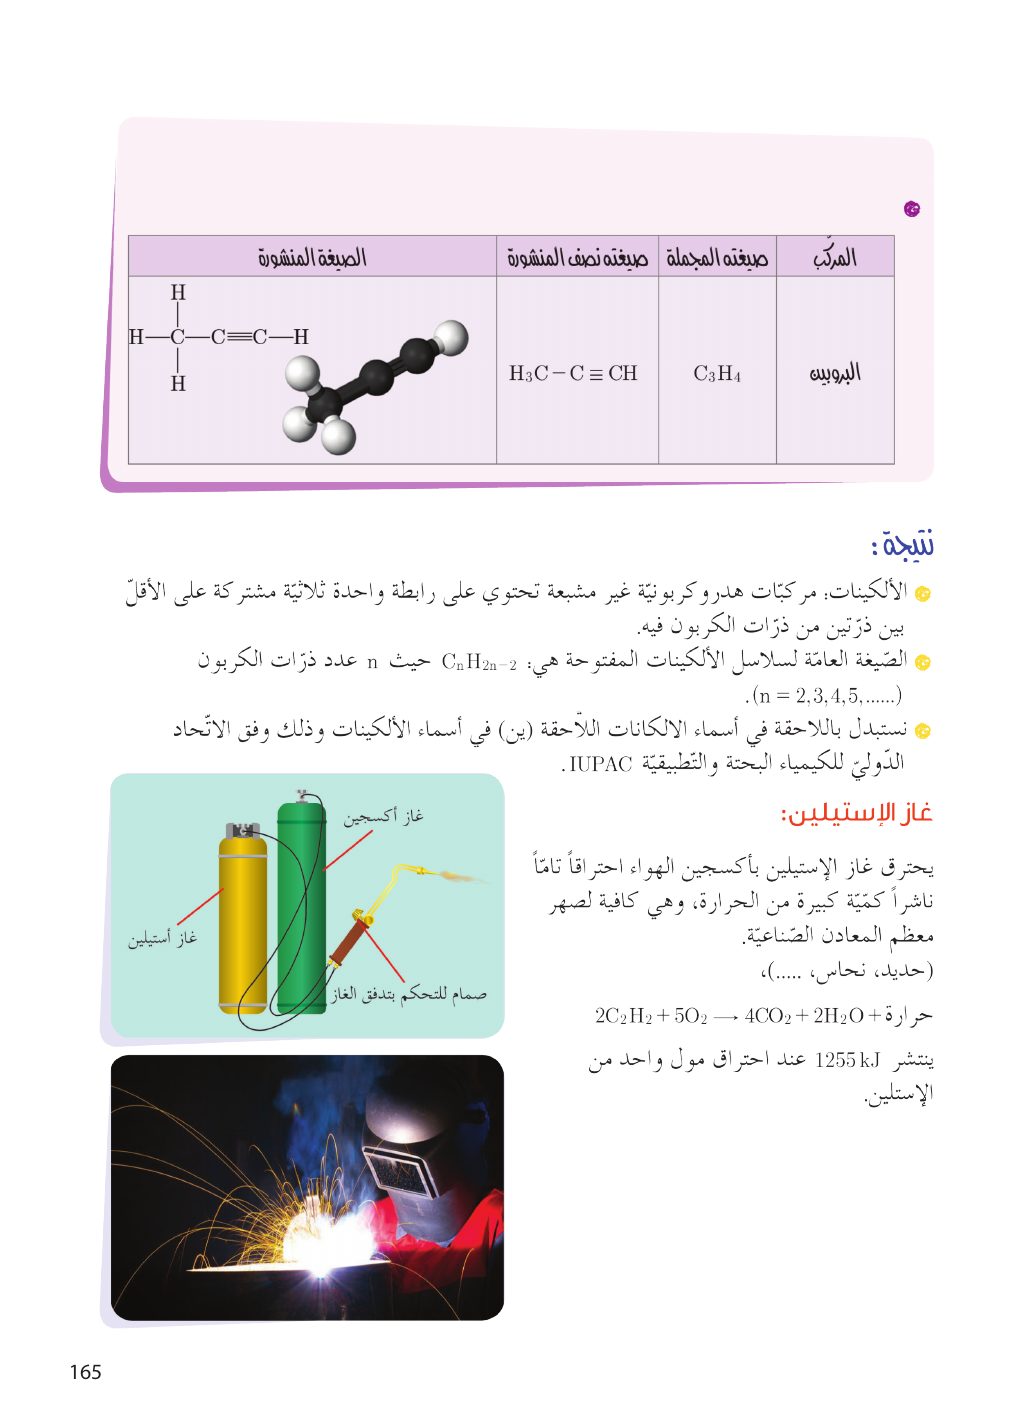 المركّب	صيغته المجملة	صيغته نصف المنشورة	الصيغة المنشورة
البروبين	C₃H₄	H₃C – C ≡ CH
H
H—C—C≡C—H
H
نتيجة:
الألكينات: مركبّات هدروكربونيّة غير مشبعة تحتوي على رابطة واحدة ثلاثيّة مشتركة على الأقلّ
بين ذرّتين من ذرّات الكربون فيه.
الصّيغة العامّة لسلاسل الألكينات المفتوحة هي: CₙH₂ₙ₋₂ حيث n عدد ذرّات الكربون
(n = 2,3,4,5,......).
نستبدل باللاحقة في أسماء الالكانات اللاّحقة (ين) في أسماء الألكينات وذلك وفق الاتّحاد
الدّوليّ للكيمياء البحتة والتّطبيقيّة IUPAC.
غاز الإستيلين:
يحترق غاز الإستيلين بأكسجين الهواء احتراقاً تامّاً
ناشراً كمّيّة كبيرة من الحرارة، وهي كافية لصهر
معظم المعادن الصّناعيّة.
(حديد، نحاس، .....)،
2C₂H₂ + 5O₂ ⟶ 4CO₂ + 2H₂O + حرارة
ينتشر 1255 kJ عند احتراق مول واحد من
الإستلين.
غاز أكسجين
غاز أستيلين
صمام للتحكم بتدفق الغاز
165